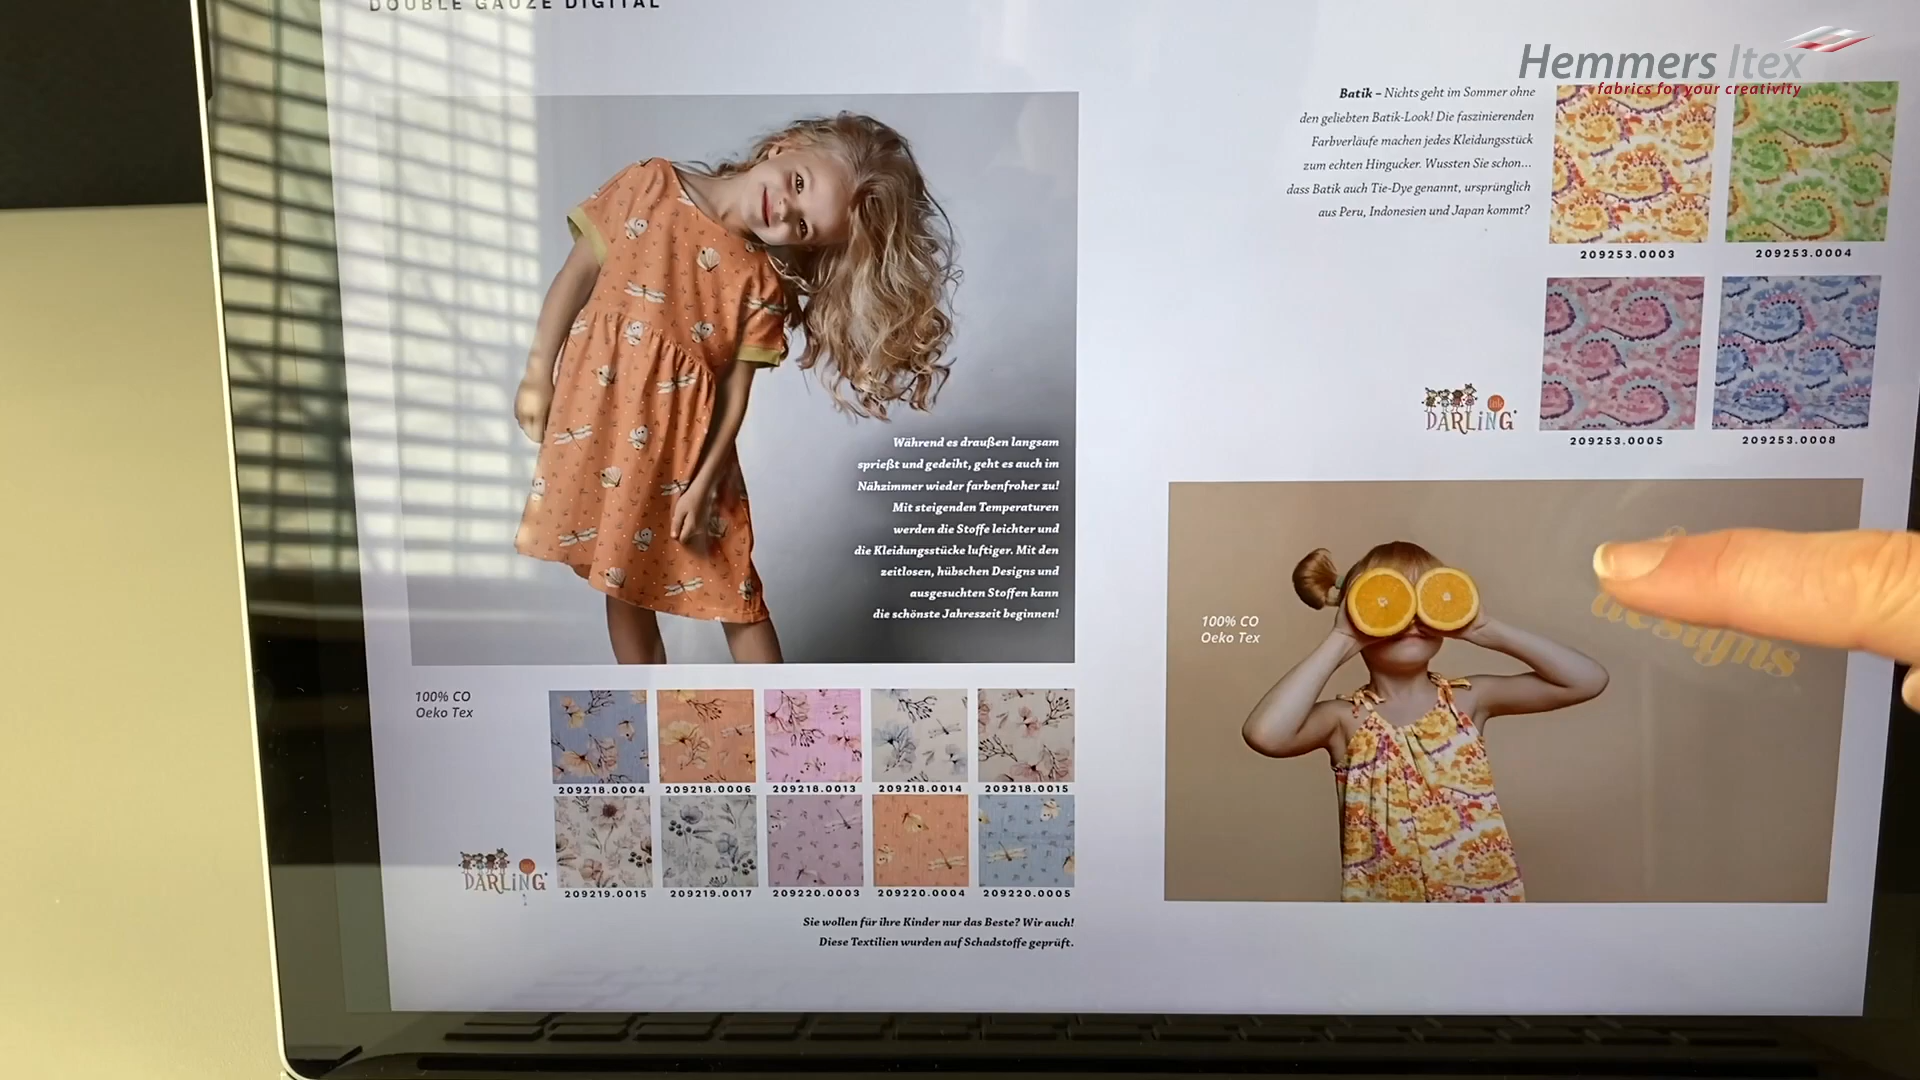 DOUBLE GAUZE DIGITAL
Hemmers Itex
fabrics for your creativity
Während es draußen langsam
sprießt und gedeiht, geht es auch im
Nähzimmer wieder farbenfroher zu!
Mit steigenden Temperaturen
werden die Stoffe leichter und
die Kleidungsstücke luftiger. Mit den
zeitlosen, hübschen Designs und
ausgesuchten Stoffen kann
die schönste Jahreszeit beginnen!
100% CO
Oeko Tex
209218.0004 209218.0006 209218.0013 209218.0014 209218.0015
little
DARLiNG
209219.0015 209219.0017 209220.0003 209220.0004 209220.0005
Sie wollen für ihre Kinder nur das Beste? Wir auch!
Diese Textilien wurden auf Schadstoffe geprüft.
Batik – Nichts geht im Sommer ohne
den geliebten Batik-Look! Die faszinierenden
Farbverläufe machen jedes Kleidungsstück
zum echten Hingucker. Wussten Sie schon...
dass Batik auch Tie-Dye genannt, ursprünglich
aus Peru, Indonesien und Japan kommt?
209253.0003 209253.0004
little
DARLiNG
209253.0005 209253.0008
100% CO
Oeko Tex
designs